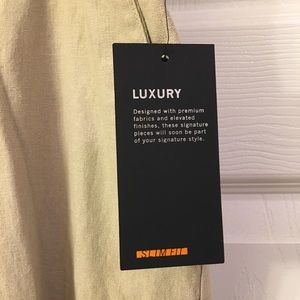 LUXURY
Designed with premium
fabrics and elevated
finishes, these signature
pieces will soon be part
of your signature style.
SLIM FIT